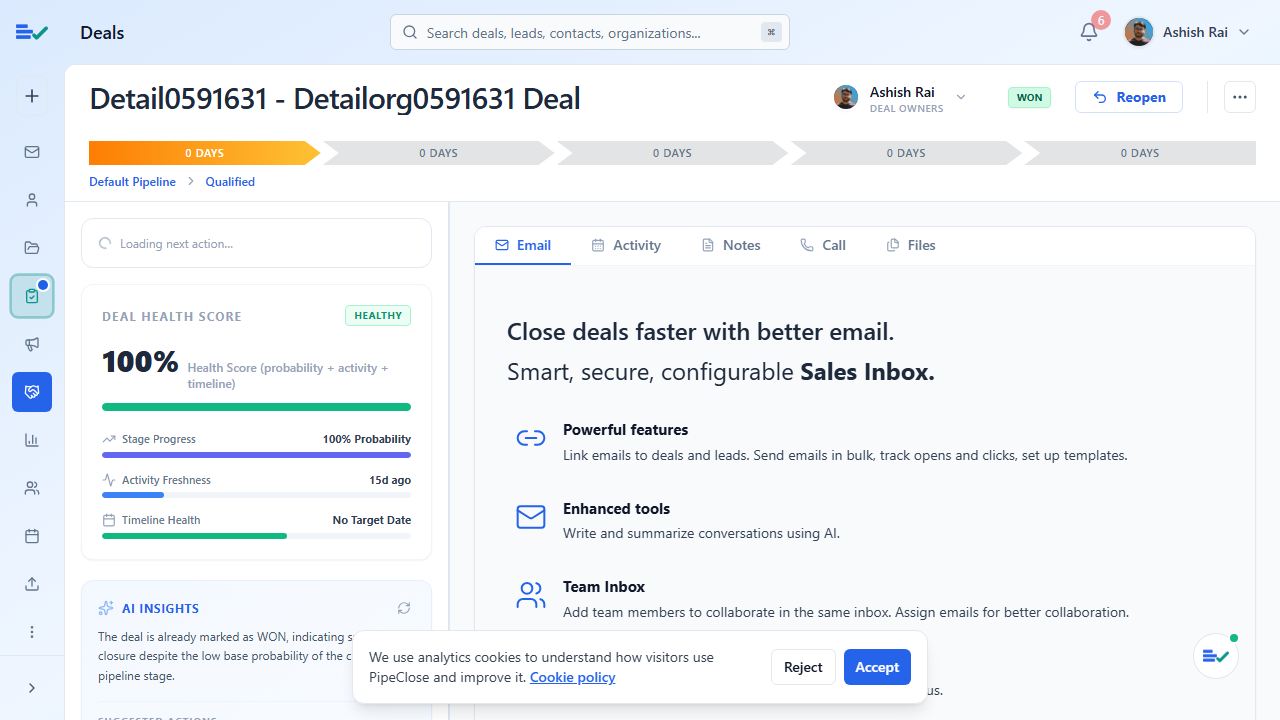 Deals
Search deals, leads, contacts, organizations...
⌘
6
Ashish Rai
Detail0591631 - Detailorg0591631 Deal
Ashish Rai
DEAL OWNERS
WON
Reopen
0 DAYS
0 DAYS
0 DAYS
0 DAYS
0 DAYS
Default Pipeline
Qualified
Loading next action...
DEAL HEALTH SCORE
HEALTHY
100%
Health Score (probability + activity +
timeline)
Stage Progress
100% Probability
Activity Freshness
15d ago
Timeline Health
No Target Date
AI INSIGHTS
The deal is already marked as WON, indicating
closure despite the low base probability of the
pipeline stage.
Email
Activity
Notes
Call
Files
Close deals faster with better email.
Smart, secure, configurable Sales Inbox.
Powerful features
Link emails to deals and leads. Send emails in bulk, track opens and clicks, set up templates.
Enhanced tools
Write and summarize conversations using AI.
Team Inbox
Add team members to collaborate in the same inbox. Assign emails for better collaboration.
us.
We use analytics cookies to understand how visitors use
PipeClose and improve it. Cookie policy
Reject
Accept